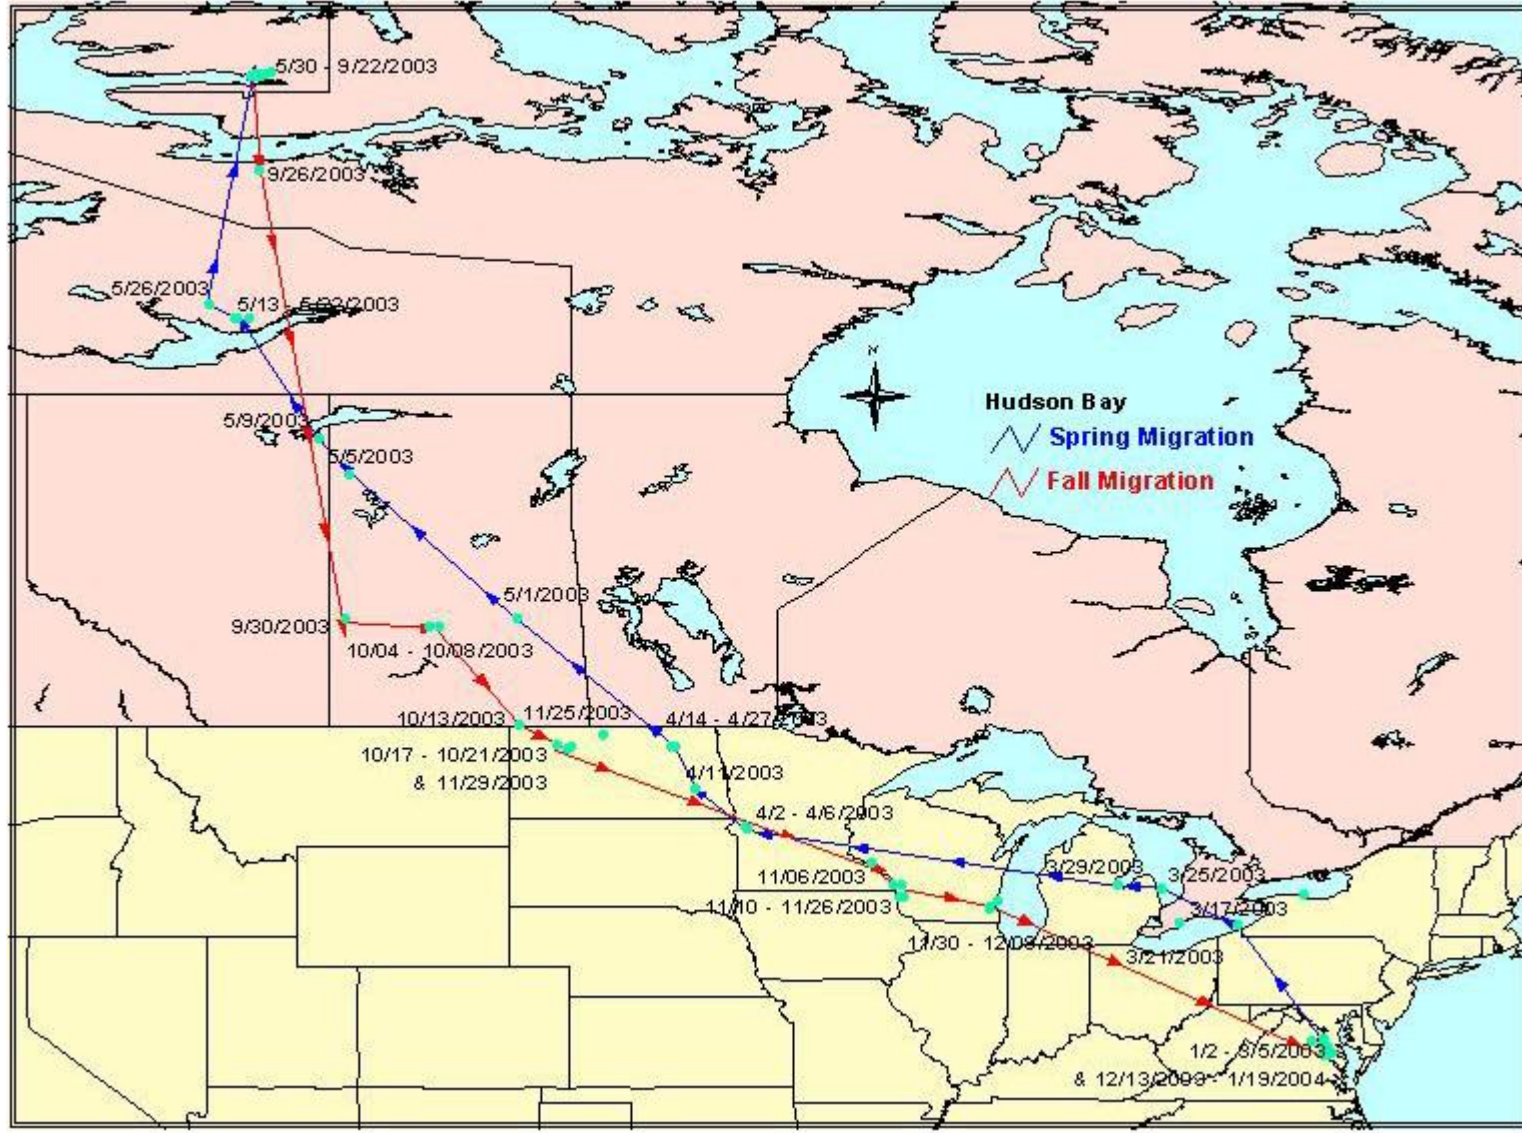 5/30 - 9/22/2003
9/26/2003
5/26/2003
5/13 - 5/22/2003
N
Hudson Bay
Spring Migration
Fall Migration
5/9/2003
5/5/2003
5/1/2003
9/30/2003
10/04 - 10/08/2003
10/13/2003
11/25/2003
4/14 - 4/27/2003
10/17 - 10/21/2003
& 11/29/2003
4/11/2003
4/2 - 4/6/2003
11/06/2003
3/29/2003
3/25/2003
11/10 - 11/26/2003
3/17/2003
11/30 - 12/09/2003
3/21/2003
1/2 - 3/5/2003
& 12/13/2003 - 1/19/2004